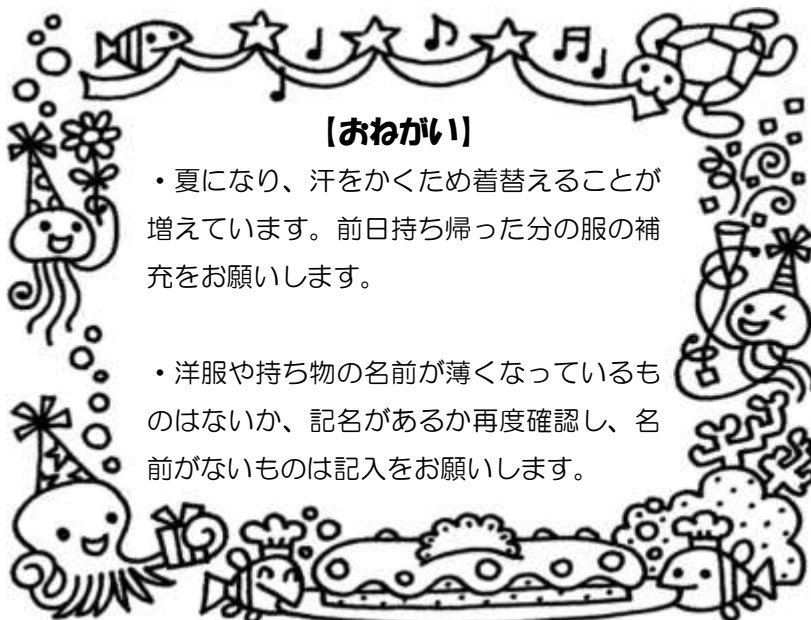 【おねがい】
・夏になり、汗をかくため着替えることが
増えています。前日持ち帰った分の服の補
充をお願いします。
・洋服や持ち物の名前が薄くなっているも
のはないか、記名があるか再度確認し、名
前がないものは記入をお願いします。